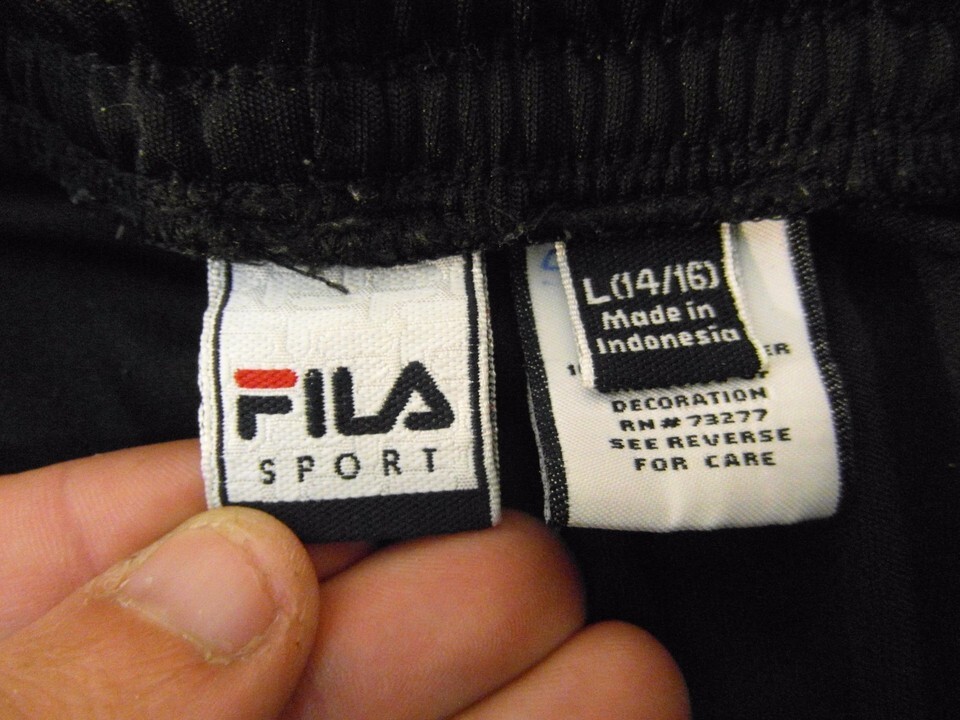 FILA
SPORT
L(14/16)
Made in
Indonesia
DECORATION
RN# 73277
SEE REVERSE
FOR CARE